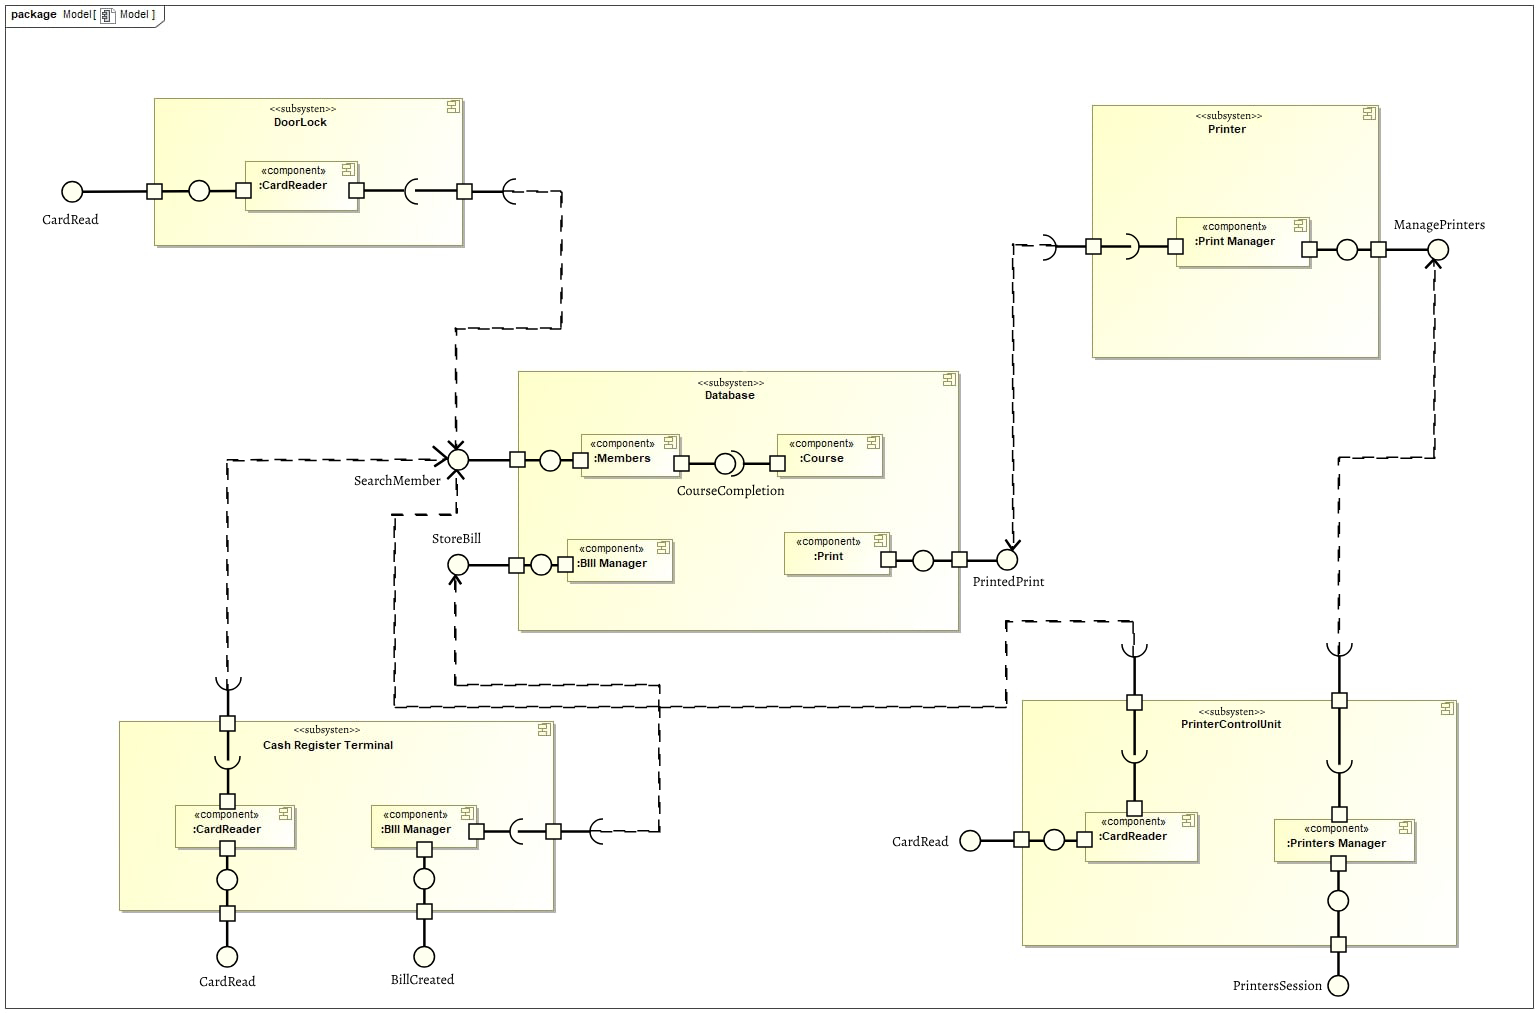 package Model[ Model ]
<<subsysten>>
DoorLock
«component»
:CardReader
CardRead
<<subsysten>>
Printer
«component»
:Print Manager
ManagePrinters
<<subsysten>>
Database
«component»
:Members
«component»
:Course
SearchMember
CourseCompletion
StoreBill
«component»
:BIll Manager
«component»
:Print
PrintedPrint
<<subsysten>>
Cash Register Terminal
«component»
:CardReader
«component»
:BIll Manager
CardRead
BillCreated
<<subsysten>>
PrinterControlUnit
«component»
:CardReader
CardRead
«component»
:Printers Manager
PrintersSession